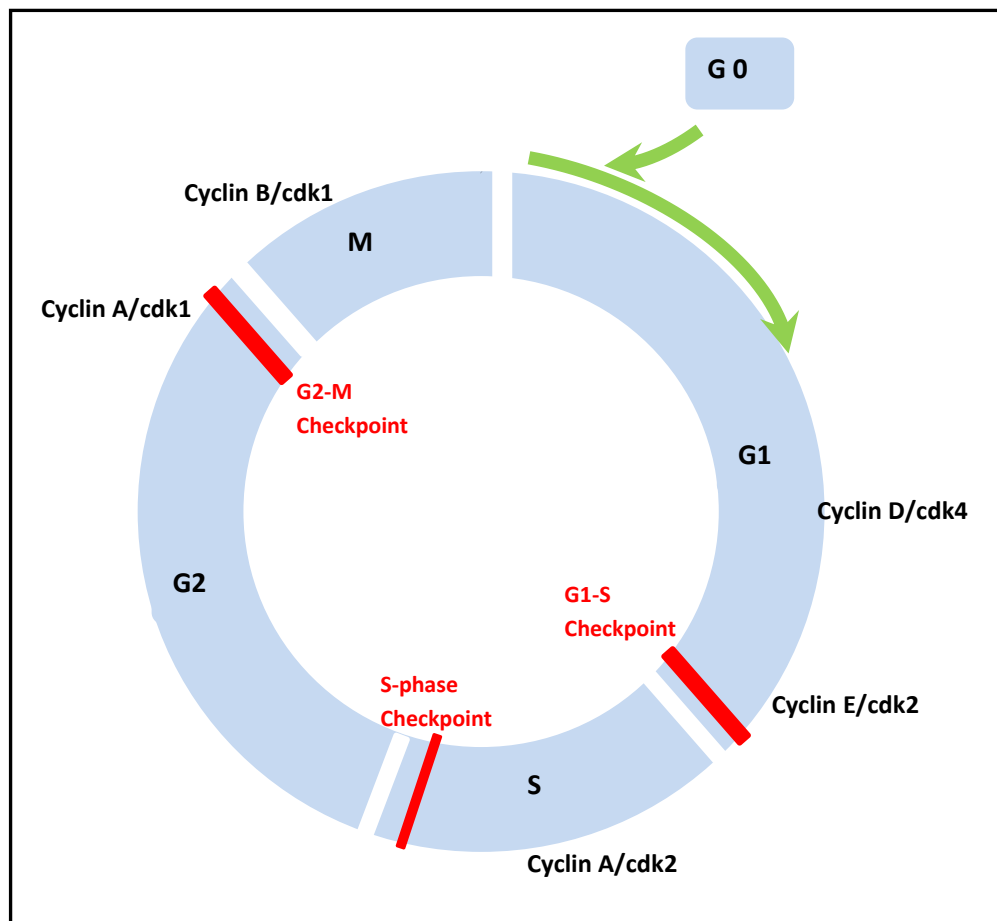 G 0
Cyclin B/cdk1
M
Cyclin A/cdk1
G2-M
Checkpoint
G1
Cyclin D/cdk4
G2
G1-S
Checkpoint
S-phase
Checkpoint
Cyclin E/cdk2
S
Cyclin A/cdk2